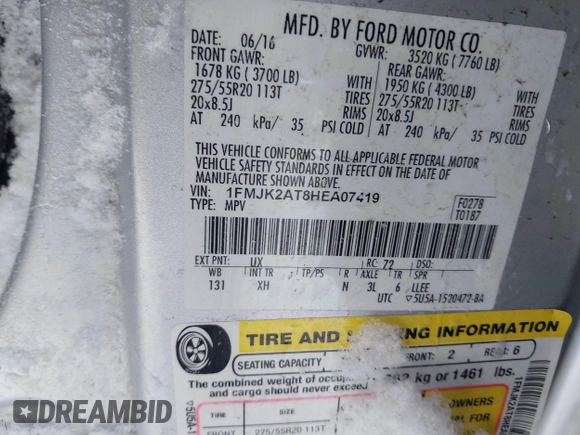 MFD. BY FORD MOTOR CO.
DATE: 06/16 GVWR: 3520 KG ( 7760 LB)
FRONT GAWR: REAR GAWR:
1678 KG ( 3700 LB) WITH 1950 KG ( 4300 LB) WITH
275/55R20 113T TIRES 275/55R20 113T TIRES
20x8.5J RIMS 20x8.5J RIMS
AT 240 kPa/ 35 PSI COLD AT 240 kPa/ 35 PSI COLD
THIS VEHICLE CONFORMS TO ALL APPLICABLE FEDERAL MOTOR
VEHICLE SAFETY STANDARDS IN EFFECT ON THE DATE OF
MANUFACTURE SHOWN ABOVE.
VIN: 1FMJK2AT8HEA07419 F0278
TYPE: MPV T0187
EXT PNT: UX RC: 72 DSO:
WB INT TR TP/PS R AXLE TR SPR
131 XH N 3L 6 LLEE
UTC ▽5U5A-1520472-BA
TIRE AND INFORMATION
SEATING CAPACITY FRONT: 2 REAR: 6
The combined weight of kg or 1461 lbs.
and cargo should never exceed
TIRE SIZE OWNERS
MANUAL FOR
FRONT 275/55R20 113T